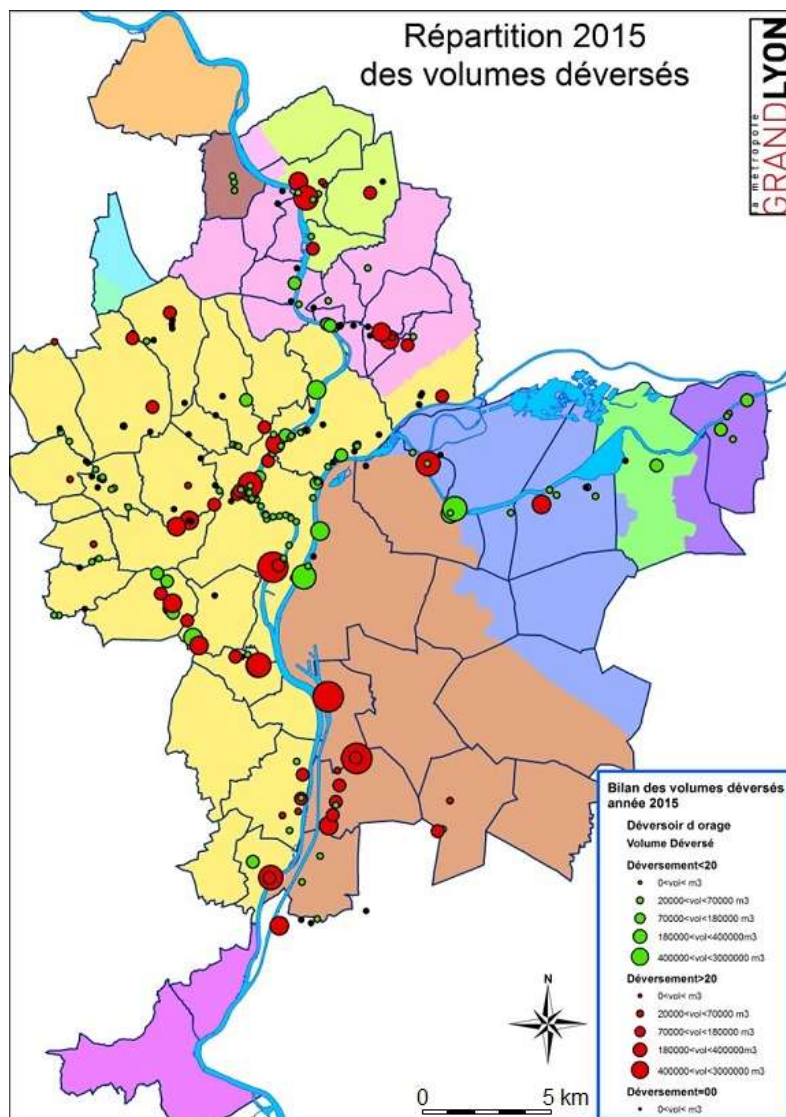 Répartition 2015
des volumes déversés
la métropole
GRANDLYON
Bilan des volumes déversés
année 2015
Déversoir d orage
Volume Déversé
Déversement<20
0<vol< m3
20000<vol<70000 m3
70000<vol<180000 m3
180000<vol<400000m3
400000<vol<3000000 m3
Déversement>20
0<vol< m3
20000<vol<70000 m3
70000<vol<180000 m3
180000<vol<400000m3
400000<vol<3000000 m3
Déversement=00
0<vol< m3
N
0 5 km